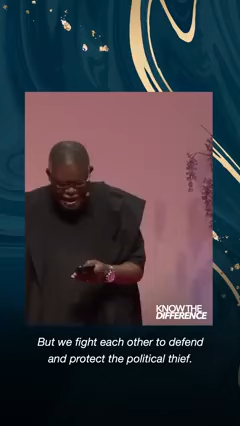 KNOW THE
DIFFERENCE
But we fight each other to defend
and protect the political thief.